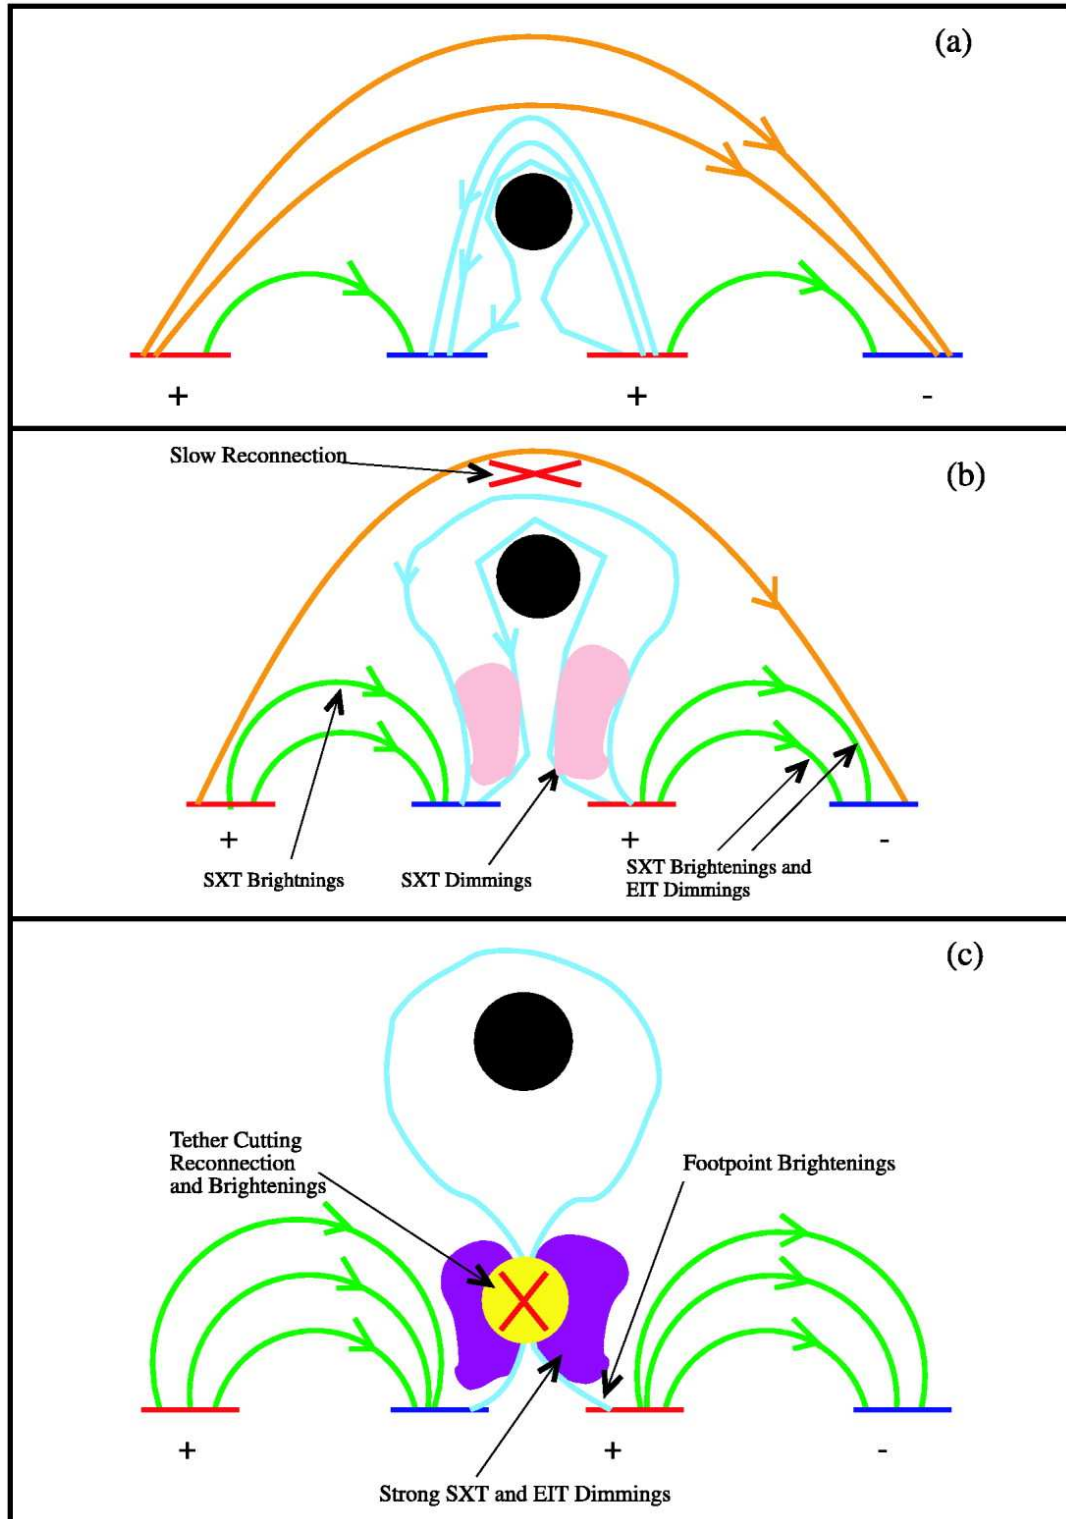 (a)
+
+
-
Slow Reconnection
(b)
+
+
-
SXT Brightnings
SXT Dimmings
SXT Brightenings and
EIT Dimmings
(c)
Tether Cutting
Reconnection
and Brightenings
Footpoint Brightenings
+
+
-
Strong SXT and EIT Dimmings